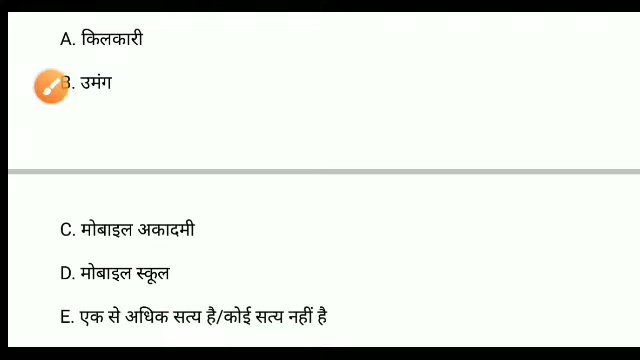 A. किलकारी
B. उमंग
C. मोबाइल अकादमी
D. मोबाइल स्कूल
E. एक से अधिक सत्य है/कोई सत्य नहीं है